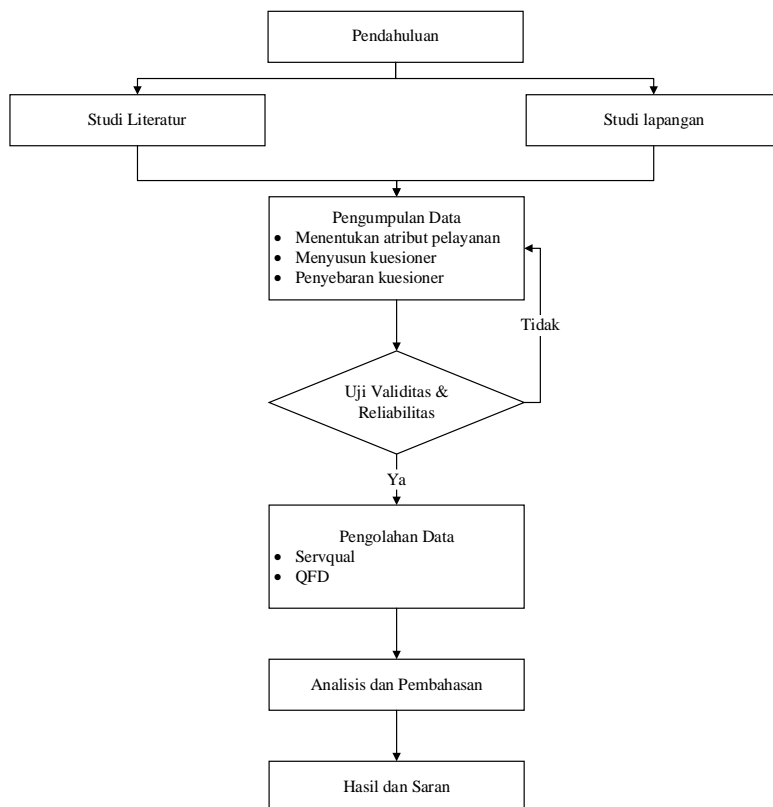 Pendahuluan
Studi Literatur
Studi lapangan
Pengumpulan Data
• Menentukan atribut pelayanan
• Menyusun kuesioner
• Penyebaran kuesioner
Tidak
Uji Validitas &
Reliabilitas
Ya
Pengolahan Data
• Servqual
• QFD
Analisis dan Pembahasan
Hasil dan Saran